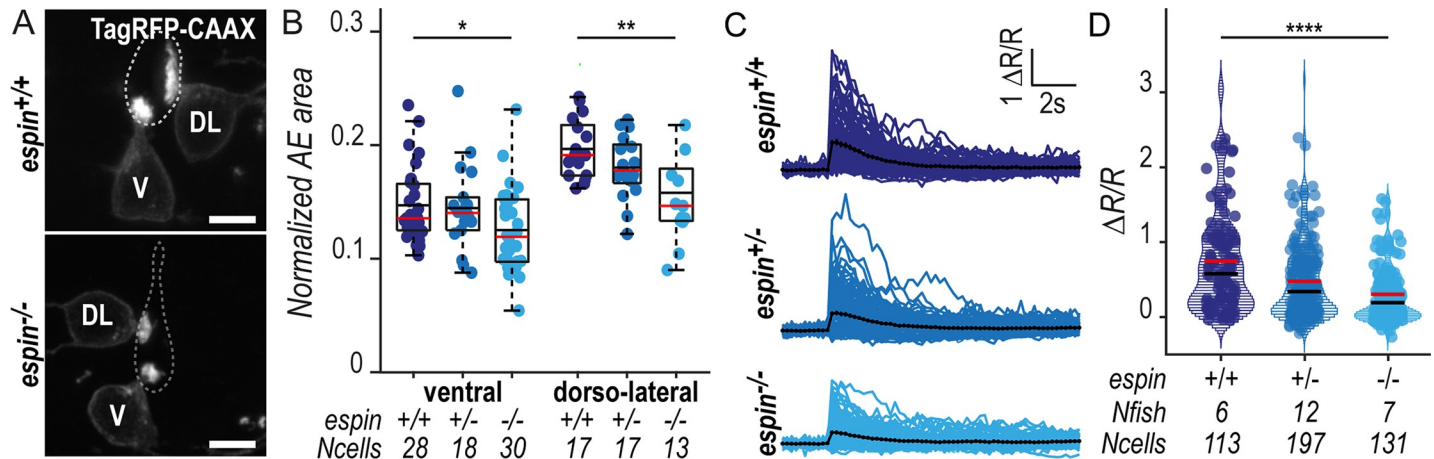 A
TagRFP-CAAX
espin+/+
DL
V
espin-/-
DL
V
B
Normalized AE area
0.3
0.2
0.1
0
*
**
ventral
dorso-lateral
espin +/+ +/- -/- +/+ +/- -/-
Ncells 28 18 30 17 17 13
C
espin+/+
1 ΔR/R
2s
espin+/-
espin-/-
D
****
ΔR/R
3
2
1
0
espin +/+ +/- -/-
Nfish 6 12 7
Ncells 113 197 131